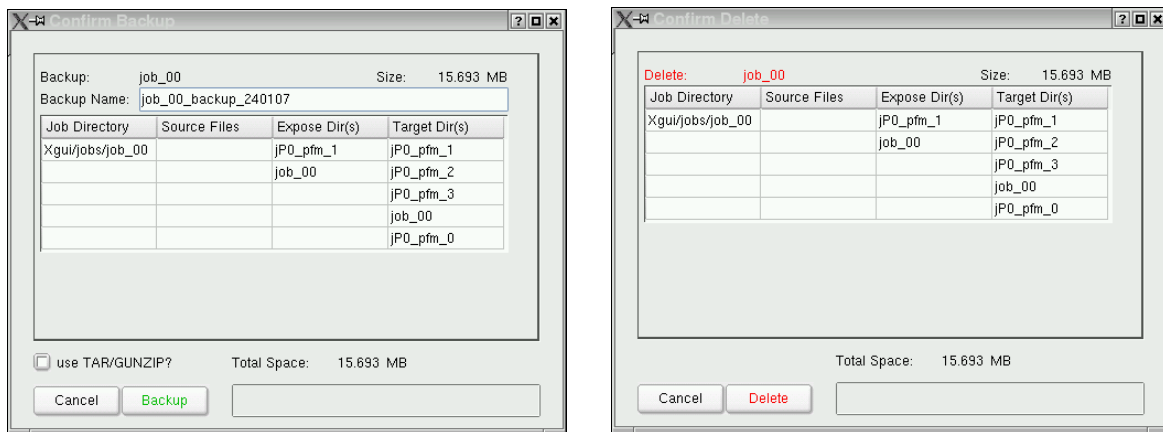 Confirm Backup
Backup: job_00 Size: 15.693 MB
Backup Name: job_00_backup_240107
Job Directory Source Files Expose Dir(s) Target Dir(s)
Xgui/jobs/job_00 jP0_pfm_1 jP0_pfm_1
job_00 jP0_pfm_2
jP0_pfm_3
job_00
jP0_pfm_0
use TAR/GUNZIP? Total Space: 15.693 MB
Cancel Backup
Confirm Delete
Delete: job_00 Size: 15.693 MB
Job Directory Source Files Expose Dir(s) Target Dir(s)
Xgui/jobs/job_00 jP0_pfm_1 jP0_pfm_1
job_00 jP0_pfm_2
jP0_pfm_3
job_00
jP0_pfm_0
Total Space: 15.693 MB
Cancel Delete